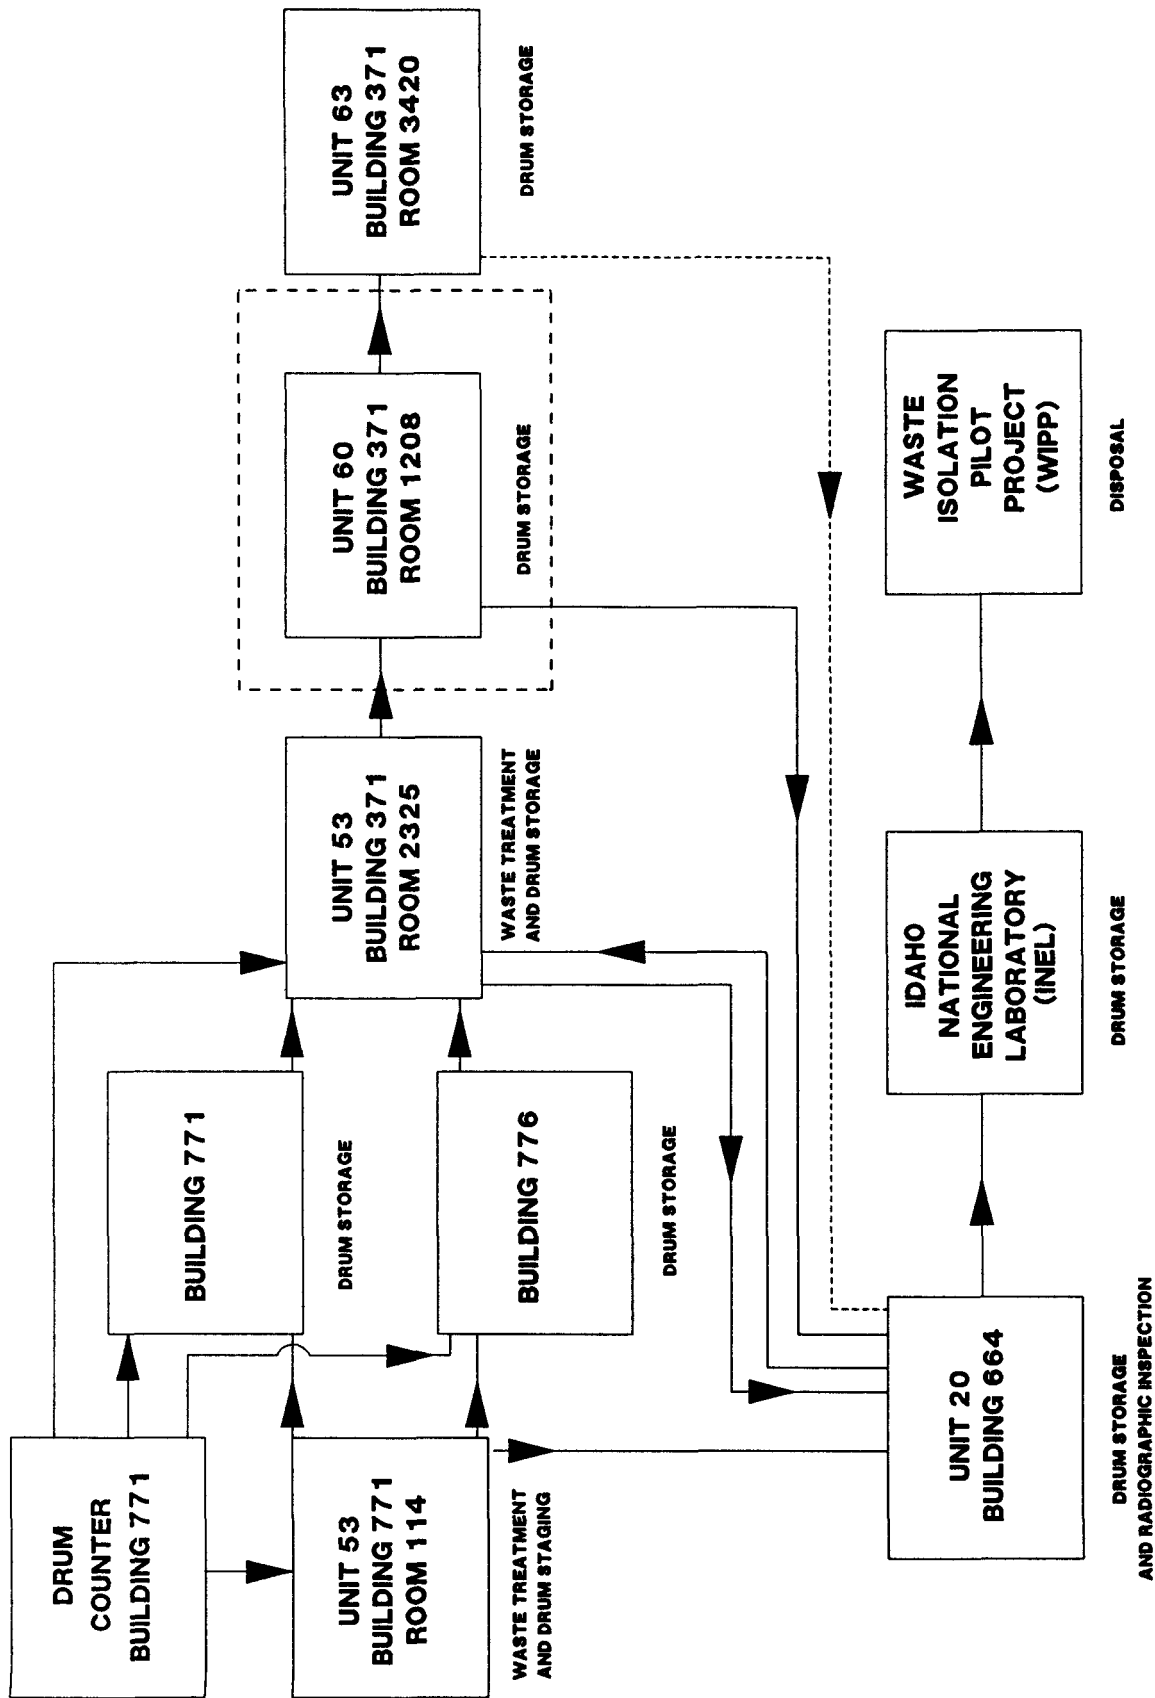 DRUM
COUNTER
BUILDING 771
UNIT 53
BUILDING 771
ROOM 114
WASTE TREATMENT
AND DRUM STAGING
BUILDING 771
DRUM STORAGE
BUILDING 776
DRUM STORAGE
UNIT 53
BUILDING 371
ROOM 2325
WASTE TREATMENT
AND DRUM STORAGE
UNIT 60
BUILDING 371
ROOM 1208
DRUM STORAGE
UNIT 63
BUILDING 371
ROOM 3420
DRUM STORAGE
UNIT 20
BUILDING 664
DRUM STORAGE
AND RADIOGRAPHIC INSPECTION
IDAHO
NATIONAL
ENGINEERING
LABORATORY
(INEL)
DRUM STORAGE
WASTE
ISOLATION
PILOT
PROJECT
(WIPP)
DISPOSAL